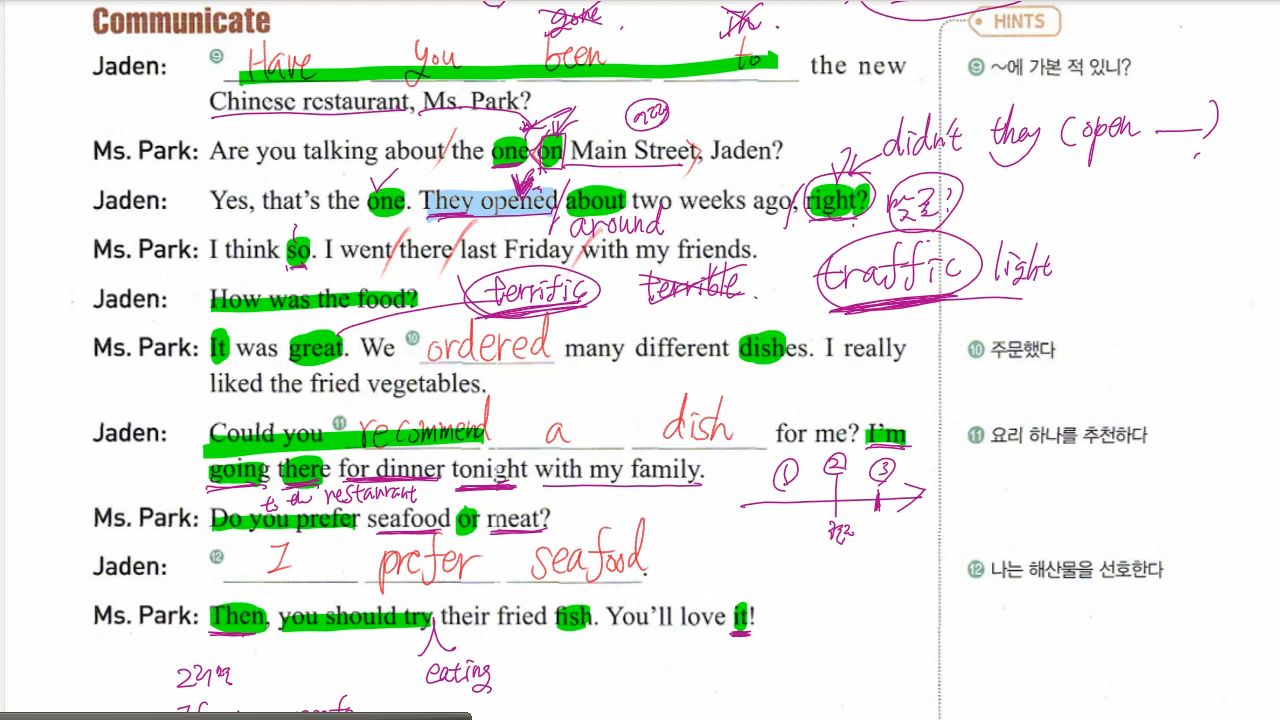 Communicate
gone
in
HINTS
Jaden: ⑨ Have you been to the new
⑨ ~에 가본 적 있니?
Chinese restaurant, Ms. Park?
didn't they (open —)?
Ms. Park: Are you talking about the one on Main Street, Jaden?
Jaden: Yes, that's the one. They opened about two weeks ago, right?
around
Ms. Park: I think so. I went there last Friday with my friends.
traffic light
Jaden: How was the food?
terrific terrible.
Ms. Park: It was great. We ⑩ ordered many different dishes. I really
⑩ 주문했다
liked the fried vegetables.
Jaden: Could you ⑪ recommend a dish for me? I'm
⑪ 요리 하나를 추천하다
going there for dinner tonight with my family.
① ② ③
to the restaurant
Ms. Park: Do you prefer seafood or meat?
Jaden: ⑫ I prefer seafood.
⑫ 나는 해산물을 선호한다
Ms. Park: Then, you should try their fried fish. You'll love it!
eating